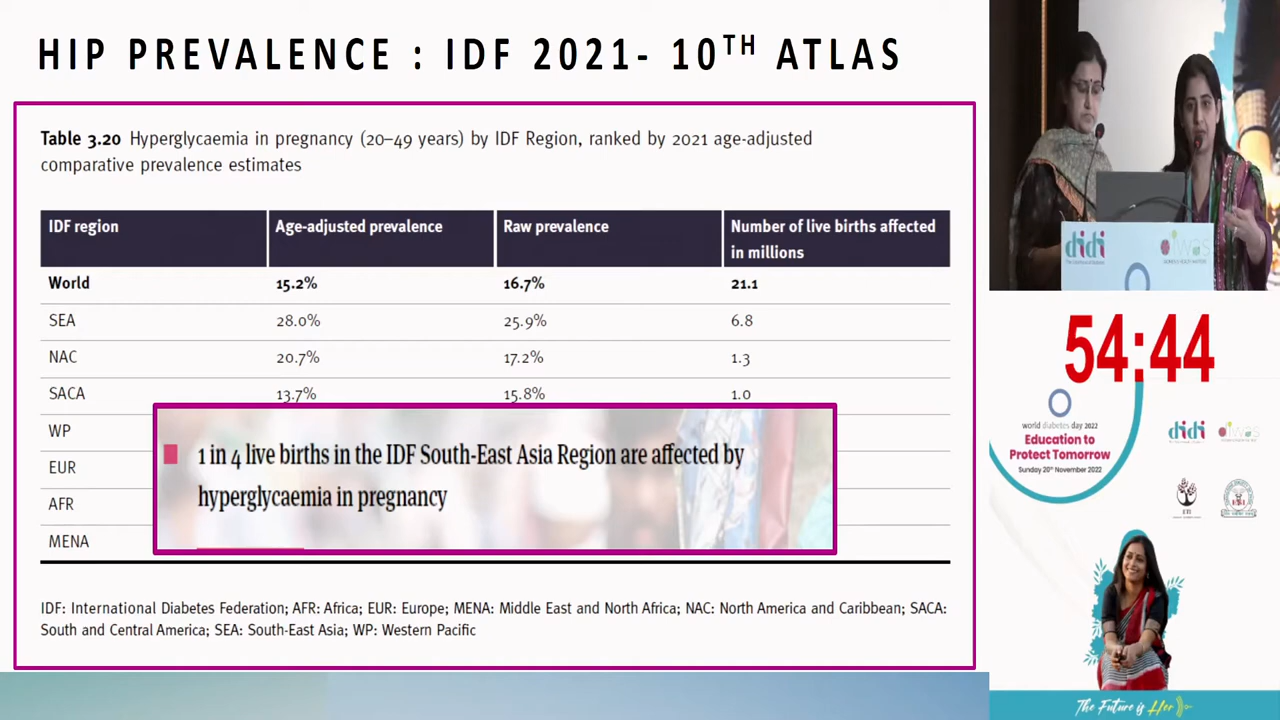 HIP PREVALENCE : IDF 2021- 10TH ATLAS
Table 3.20 Hyperglycaemia in pregnancy (20–49 years) by IDF Region, ranked by 2021 age-adjusted
comparative prevalence estimates
IDF region Age-adjusted prevalence Raw prevalence Number of live births affected
in millions
World 15.2% 16.7% 21.1
SEA 28.0% 25.9% 6.8
NAC 20.7% 17.2% 1.3
SACA 13.7% 15.8% 1.0
WP
EUR
AFR
MENA
1 in 4 live births in the IDF South-East Asia Region are affected by
hyperglycaemia in pregnancy
IDF: International Diabetes Federation; AFR: Africa; EUR: Europe; MENA: Middle East and North Africa; NAC: North America and Caribbean; SACA:
South and Central America; SEA: South-East Asia; WP: Western Pacific
didi
54:44
world diabetes day 2022
Education to
Protect Tomorrow
Sunday 20th November 2022
didi
The Future is Her